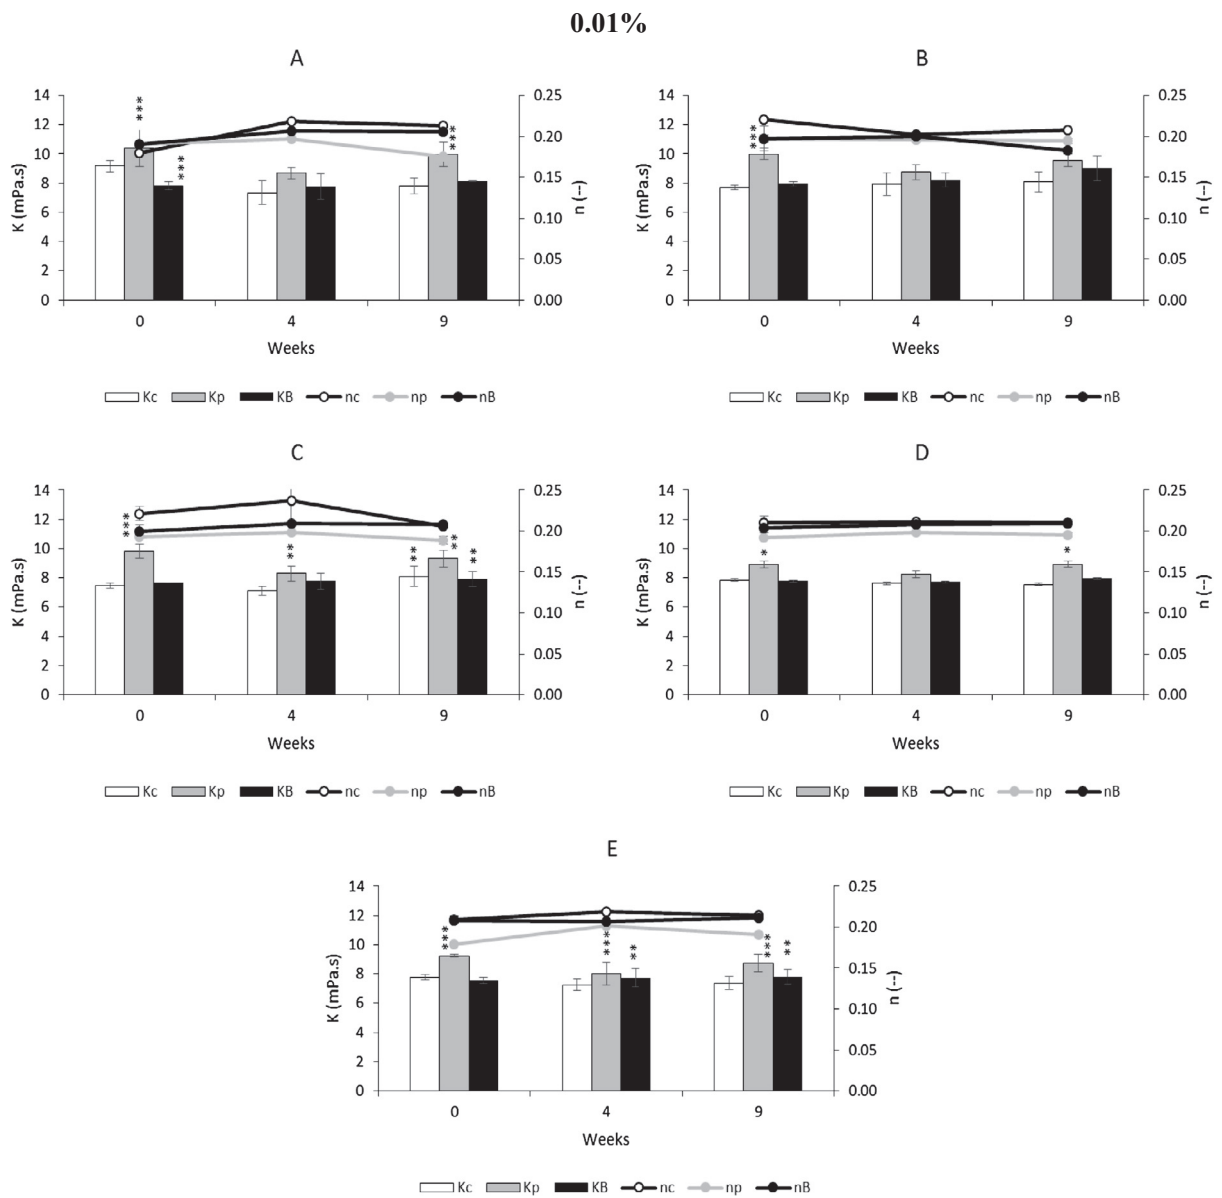 0.01%
A
14
12
10
8
6
4
2
0
K (mPa.s)
0.25
0.20
0.15
0.10
0.05
0.00
n (--)
***
***
***
0 4 9
Weeks
Kc Kp KB nc np nB
B
14
12
10
8
6
4
2
0
K (mPa.s)
0.25
0.20
0.15
0.10
0.05
0.00
n (--)
***
0 4 9
Weeks
Kc Kp KB nc np nB
C
14
12
10
8
6
4
2
0
K (mPa.s)
0.25
0.20
0.15
0.10
0.05
0.00
n (--)
***
**
**
**
**
0 4 9
Weeks
Kc Kp KB nc np nB
D
14
12
10
8
6
4
2
0
K (mPa.s)
0.25
0.20
0.15
0.10
0.05
0.00
n (--)
*
*
0 4 9
Weeks
Kc Kp KB nc np nB
E
14
12
10
8
6
4
2
0
K (mPa.s)
0.25
0.20
0.15
0.10
0.05
0.00
n (--)
***
***
**
***
**
0 4 9
Weeks
Kc Kp KB nc np nB